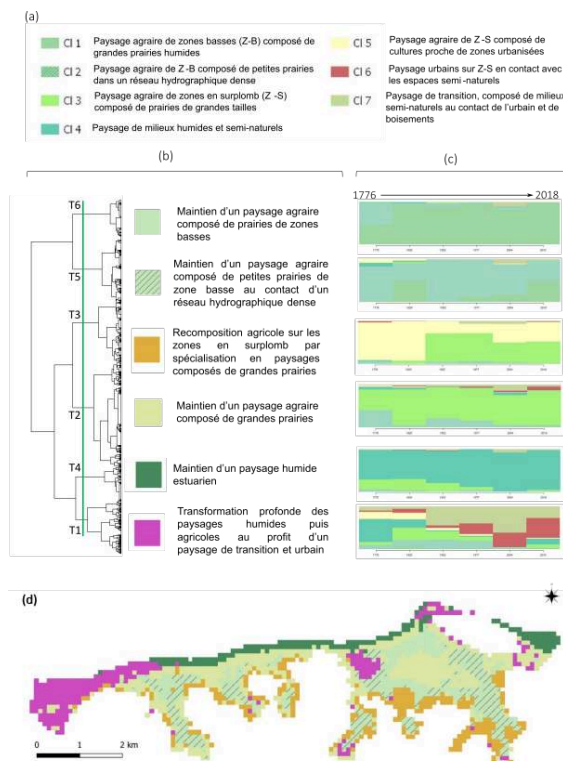 (a)
Cl 1 Paysage agraire de zones basses (Z-B) composé de
grandes prairies humides
Cl 2 Paysage agraire de Z -B composé de petites prairies
dans un réseau hydrographique dense
Cl 3 Paysage agraire de zones en surplomb (Z -S)
composé de prairies de grandes tailles
Cl 4 Paysage de milieux humides et semi-naturels
Cl 5 Paysage agraire de Z -S composé de
cultures proche de zones urbanisées
Cl 6 Paysage urbains sur Z-S en contact avec
les espaces semi -naturels
Cl 7 Paysage de transition, composé de milieux
semi-naturels au contact de l'urbain et de
boisements
(b)
(c)
T6
T5
T3
T2
T4
T1
Maintien d'un paysage agraire
composé de prairies de zones
basses
Maintien d'un paysage agraire
composé de petites prairies de
zone basse au contact d'un
réseau hydrographique dense
Recomposition agricole sur les
zones en surplomb par
spécialisation en paysages
composés de grandes prairies
Maintien d'un paysage agraire
composé de grandes prairies
Maintien d'un paysage humide
estuarien
Transformation profonde des
paysages humides puis
agricoles au profit d'un
paysage de transition et urbain
1776 2018
(d)
0 1 2 km